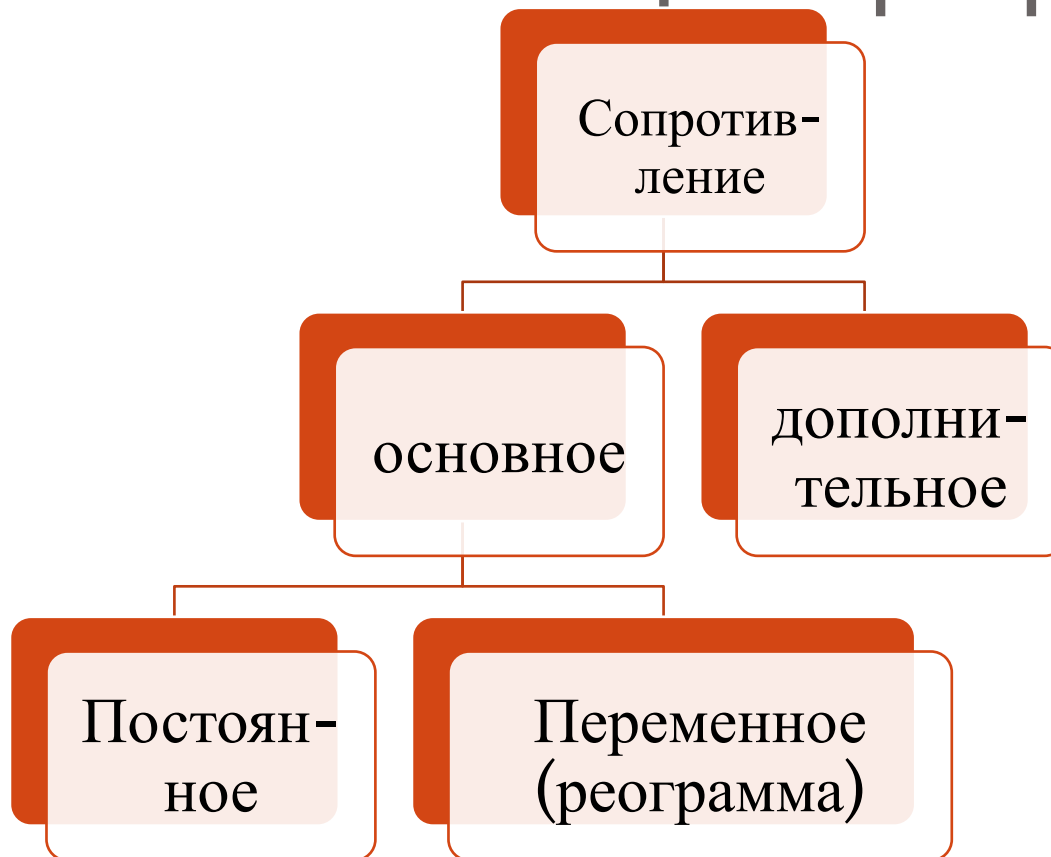 Сопротив-
ление
основное
дополни-
тельное
Постоян-
ное
Переменное
(реограмма)